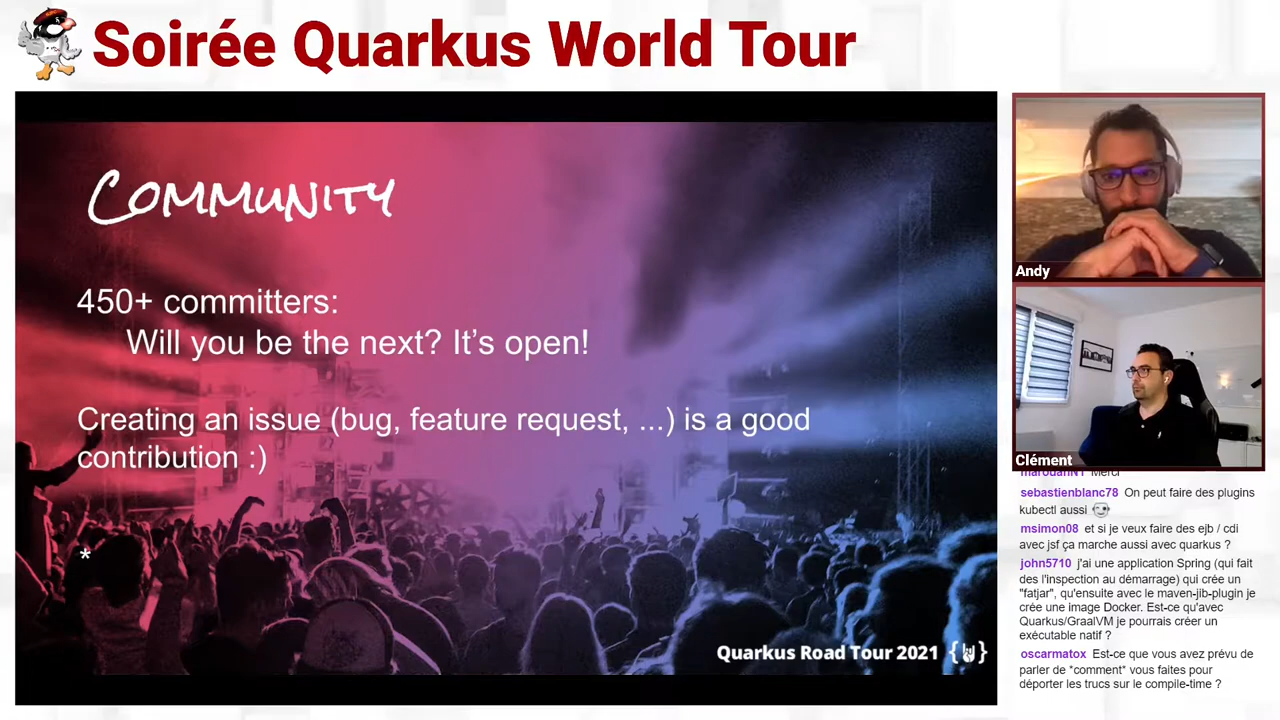 Soirée Quarkus World Tour
COMMUNITY
450+ committers:
Will you be the next? It's open!
Creating an issue (bug, feature request, ...) is a good
contribution :)
*
Quarkus Road Tour 2021
Andy
Clément
marouanN1 Merci
sebastienblanc78 On peut faire des plugins
kubectl aussi
msimon08 et si je veux faire des ejb / cdi
avec jsf ça marche aussi avec quarkus ?
john5710 j'ai une application Spring (qui fait
des l'inspection au démarrage) qui crée un
"fatjar", qu'ensuite avec le maven-jib-plugin je
crée une image Docker. Est-ce qu'avec
Quarkus/GraalVM je pourrais créer un
exécutable natif ?
oscarmatox Est-ce que vous avez prévu de
parler de *comment* vous faites pour
déporter les trucs sur le compile-time ?